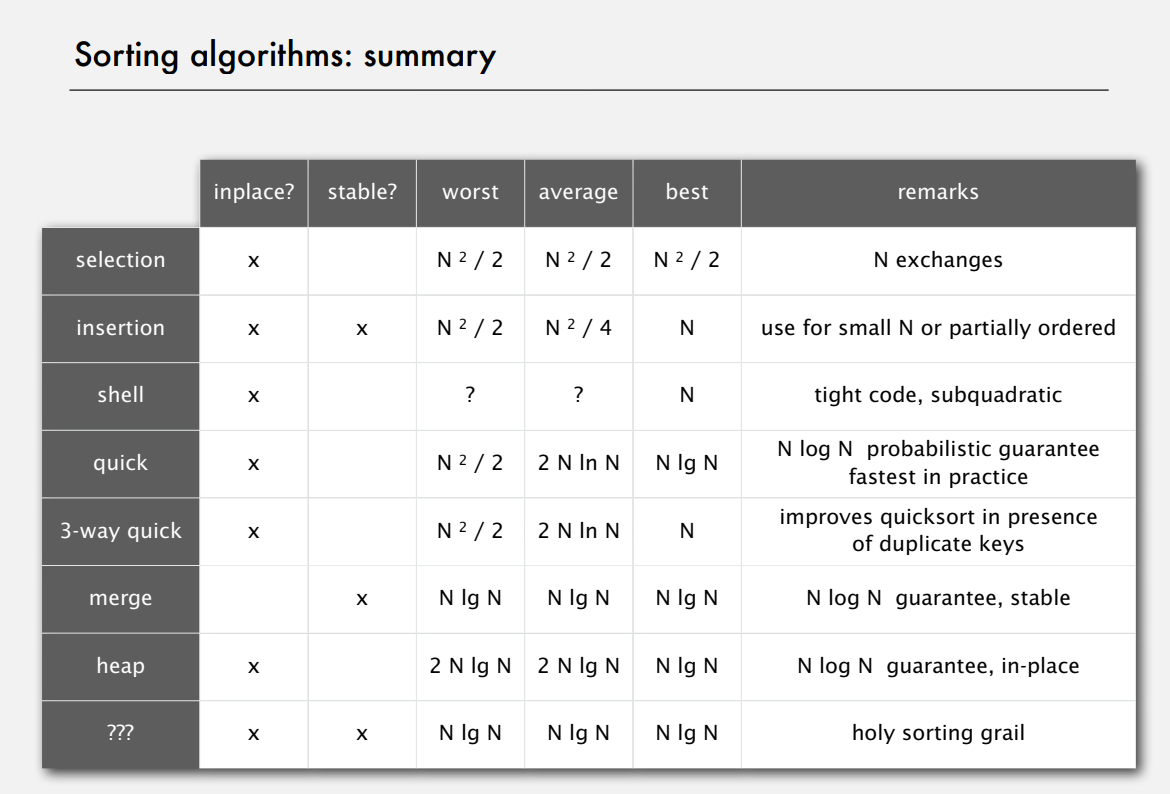 Sorting algorithms: summary
inplace? stable? worst average best remarks
selection x N ² / 2 N ² / 2 N ² / 2 N exchanges
insertion x x N ² / 2 N ² / 4 N use for small N or partially ordered
shell x ? ? N tight code, subquadratic
quick x N ² / 2 2 N ln N N lg N N log N probabilistic guarantee
fastest in practice
3-way quick x N ² / 2 2 N ln N N improves quicksort in presence
of duplicate keys
merge x N lg N N lg N N lg N N log N guarantee, stable
heap x 2 N lg N 2 N lg N N lg N N log N guarantee, in-place
??? x x N lg N N lg N N lg N holy sorting grail